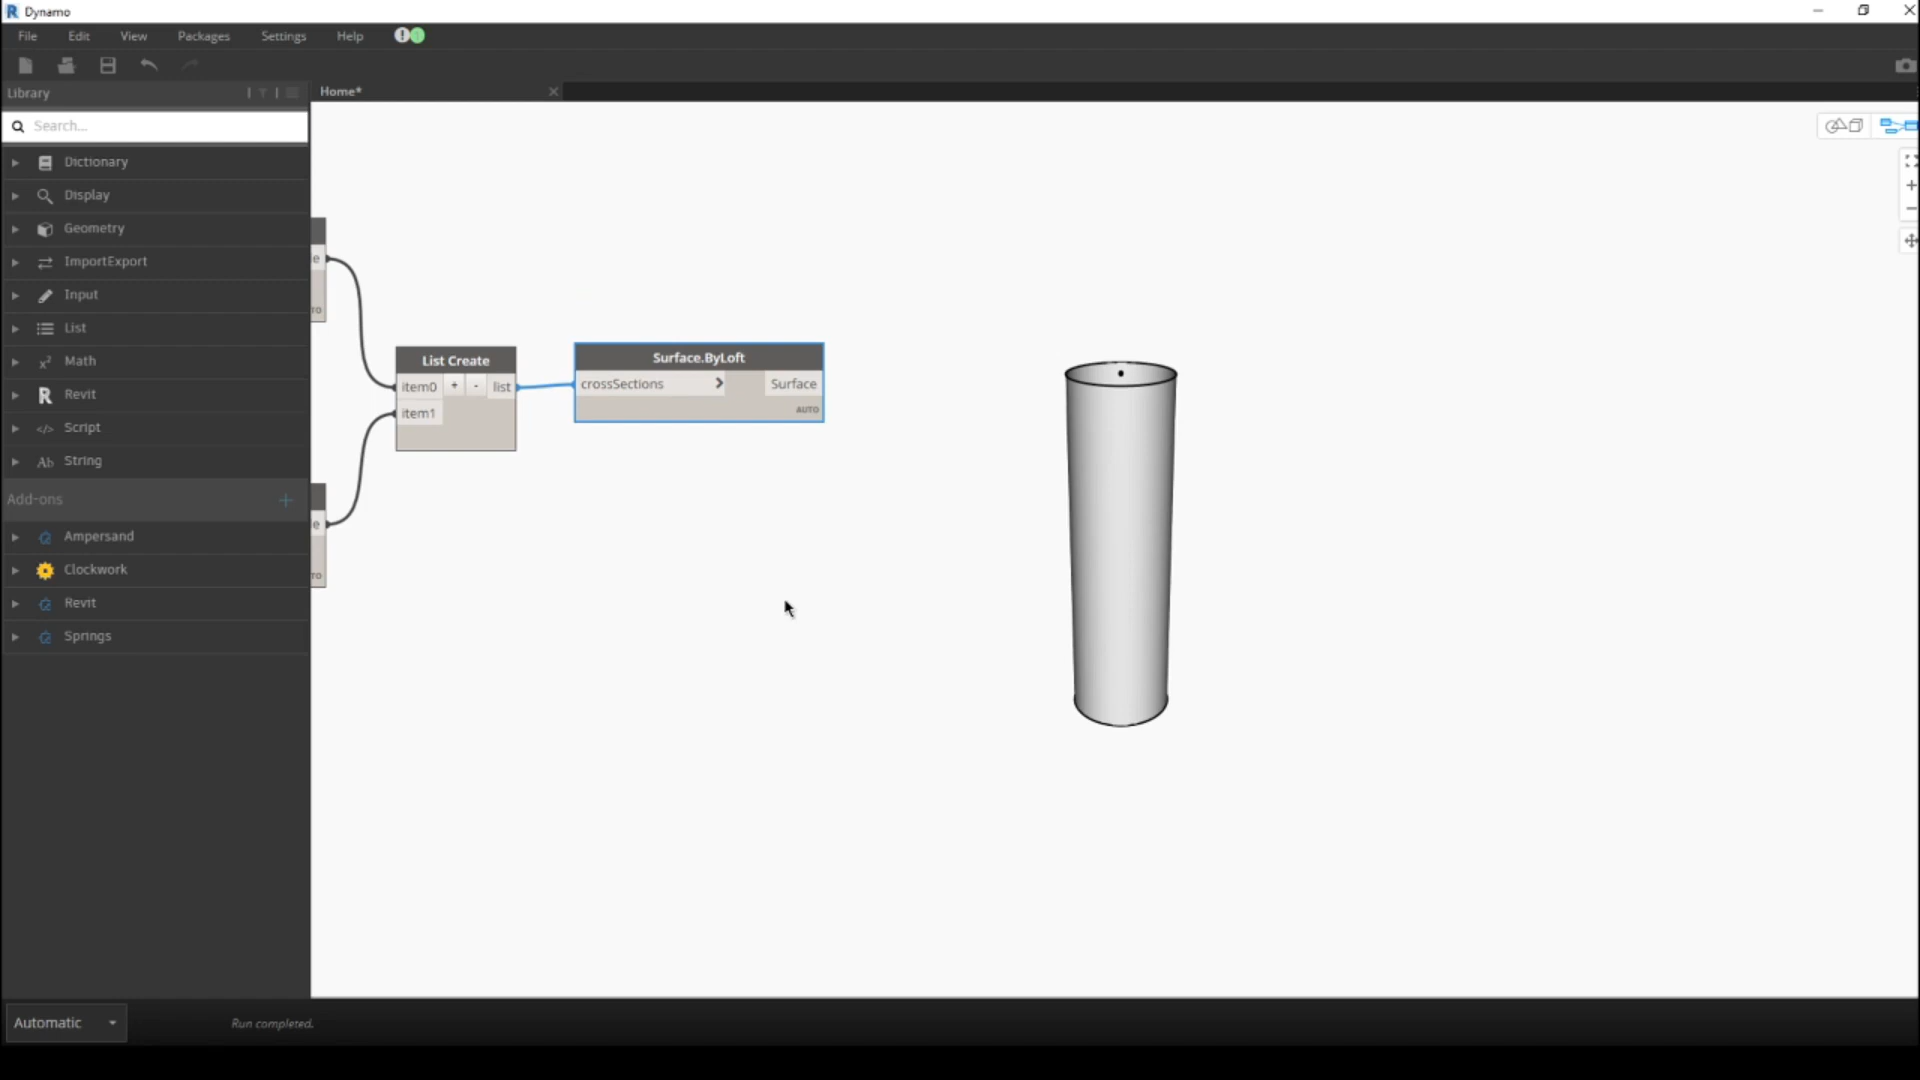 Dynamo
File Edit View Packages Settings Help
Library
Home*
Search...
Dictionary
Display
Geometry
ImportExport
Input
List
Math
Revit
Script
String
Add-ons
Ampersand
Clockwork
Revit
Springs
e
TO
List Create
item0 + - list
item1
Surface.ByLoft
crossSections > Surface
AUTO
e
TO
Automatic
Run completed.